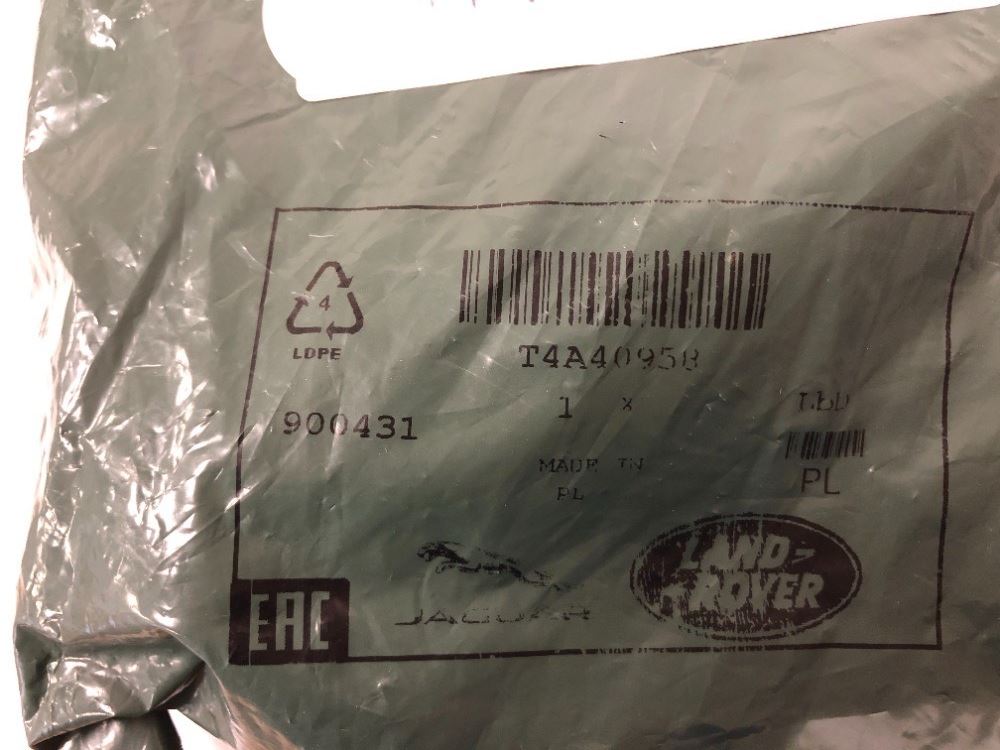 4
LDPE
T4A40958
1 x
900431
MADE IN
PL
PL
EAC
JAGUAR
LAND-
ROVER